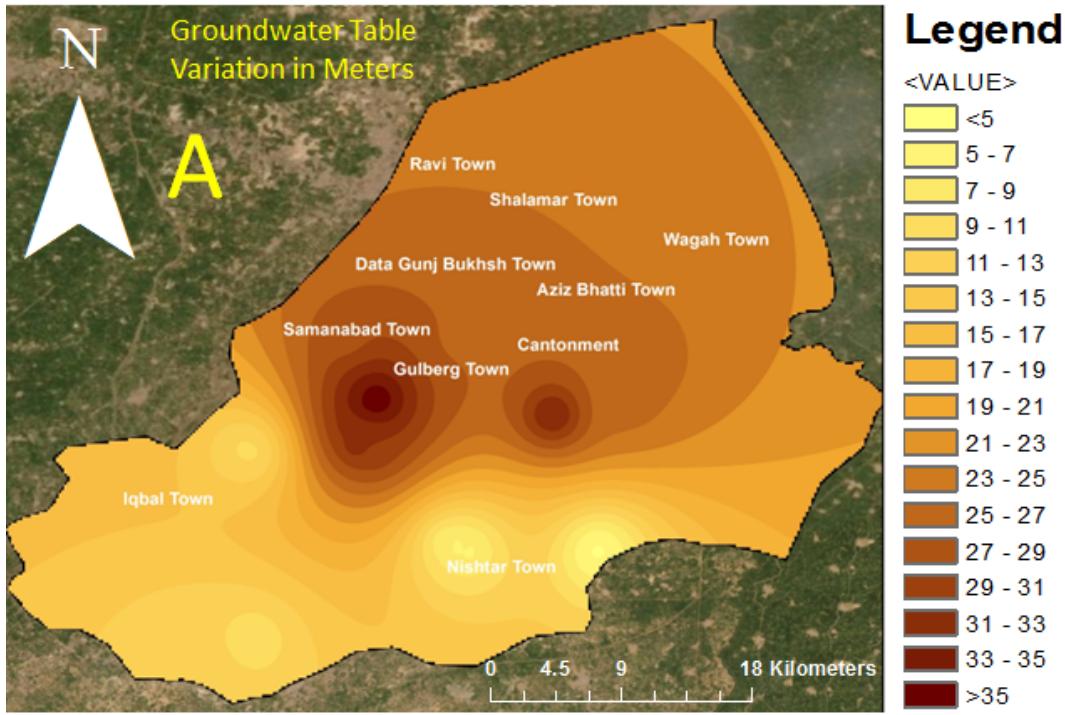 N
Groundwater Table
Variation in Meters
A
Ravi Town
Shalamar Town
Wagah Town
Data Gunj Bukhsh Town
Aziz Bhatti Town
Samanabad Town
Cantonment
Gulberg Town
Iqbal Town
Nishtar Town
0 4.5 9 18 Kilometers
Legend
<VALUE>
<5
5 - 7
7 - 9
9 - 11
11 - 13
13 - 15
15 - 17
17 - 19
19 - 21
21 - 23
23 - 25
25 - 27
27 - 29
29 - 31
31 - 33
33 - 35
>35